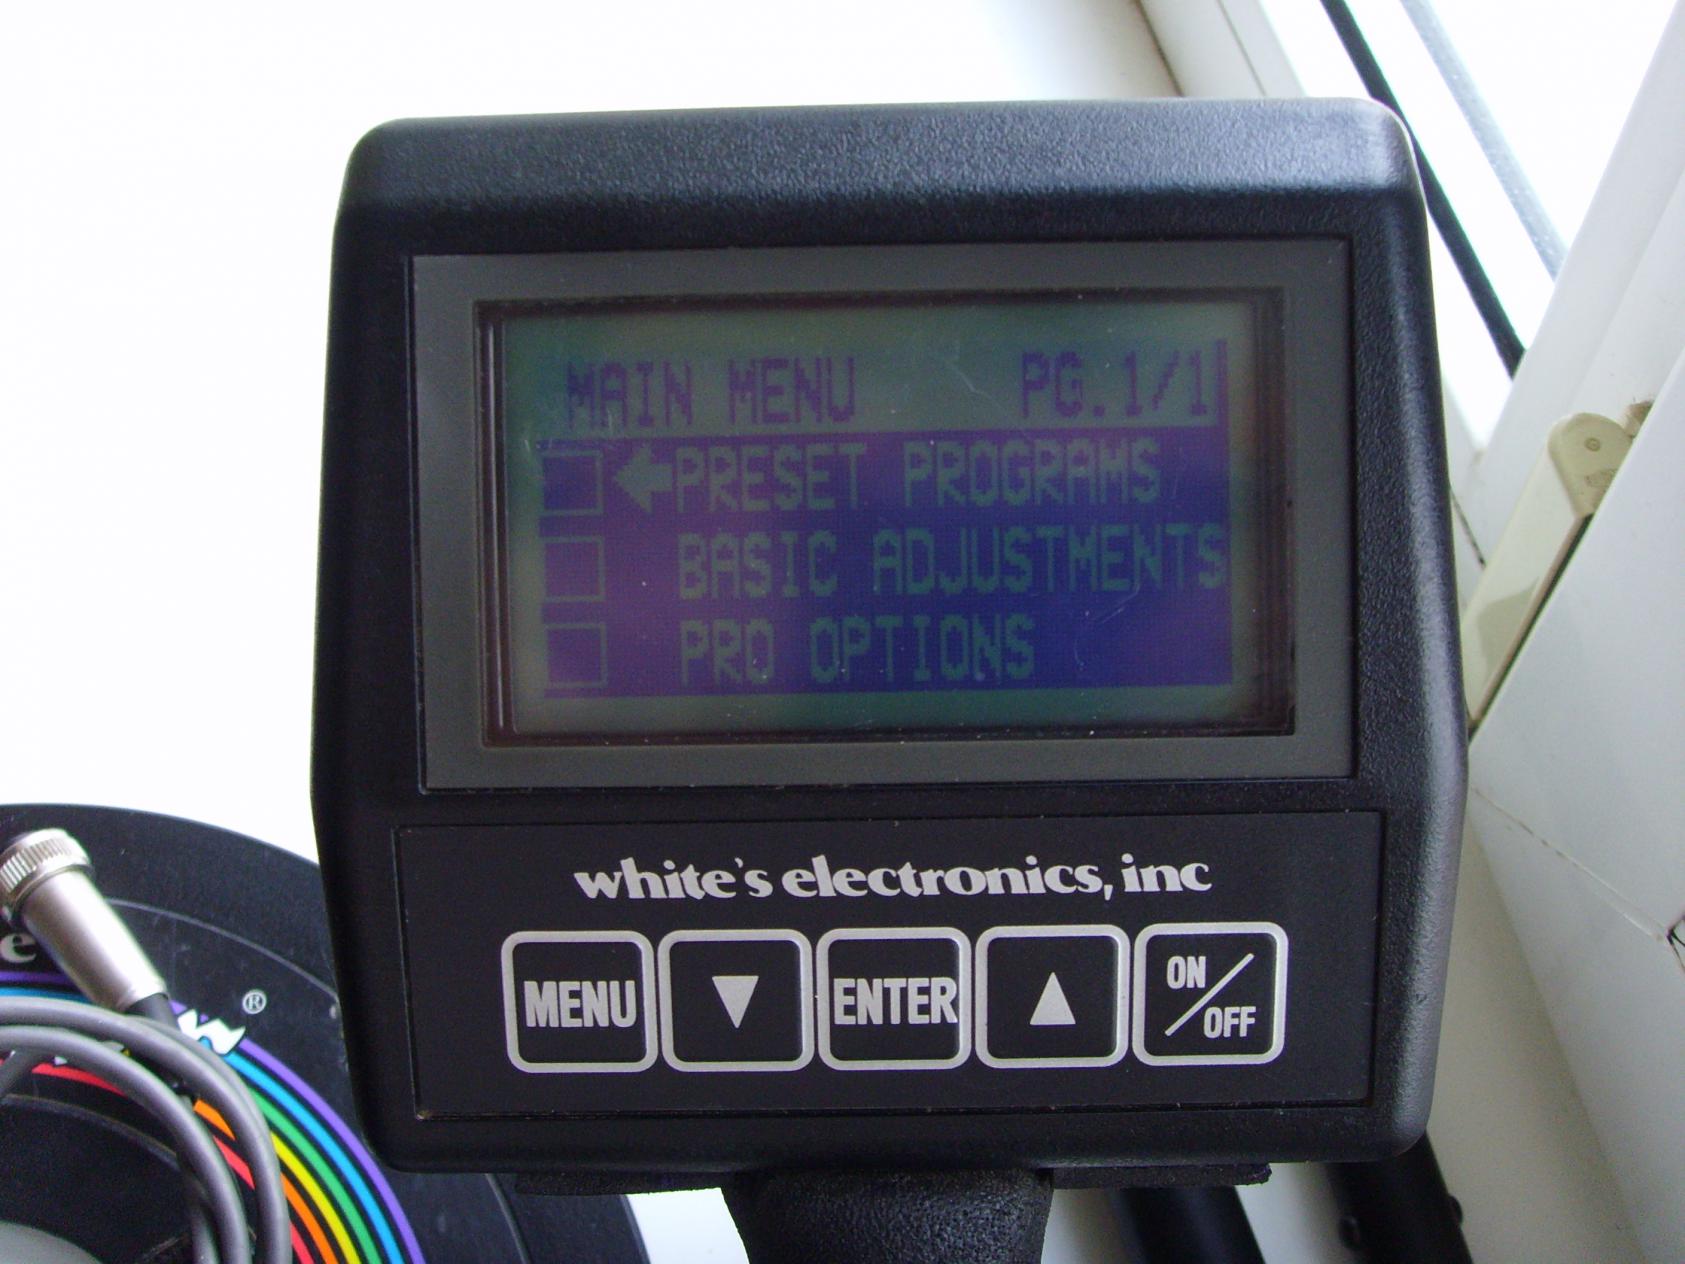 MAIN MENU PG.1/1
PRESET PROGRAMS
BASIC ADJUSTMENTS
PRO OPTIONS
white's electronics, inc
MENU
ENTER
ON/OFF
®